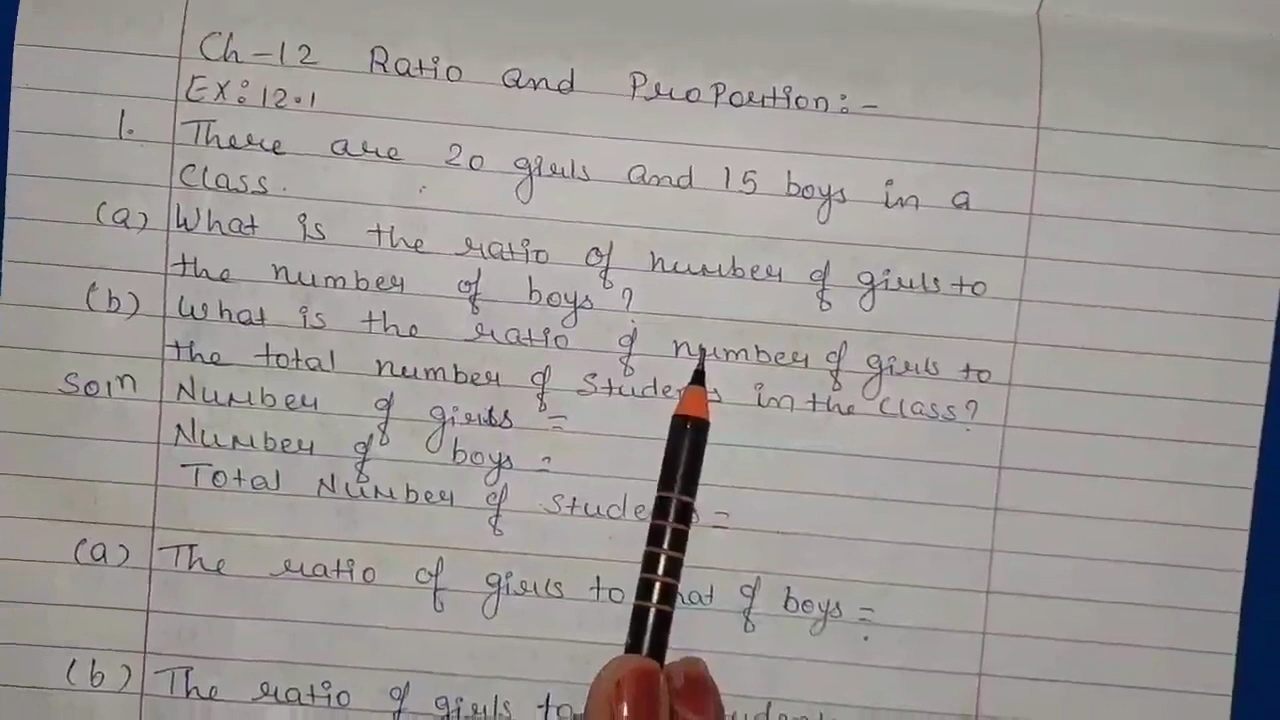 Ch-12 Ratio and Proportion:-
Ex: 12.1
1. There are 20 girls and 15 boys in a
Class.
(a) What is the ratio of number of girls to
the number of boys?
(b) What is the ratio of number of girls to
the total number of Students in the class?
Soln Number of girls =
Number of boys =
Total Number of Students =
(a) The ratio of girls to that of boys =
(b) The ratio of girls to